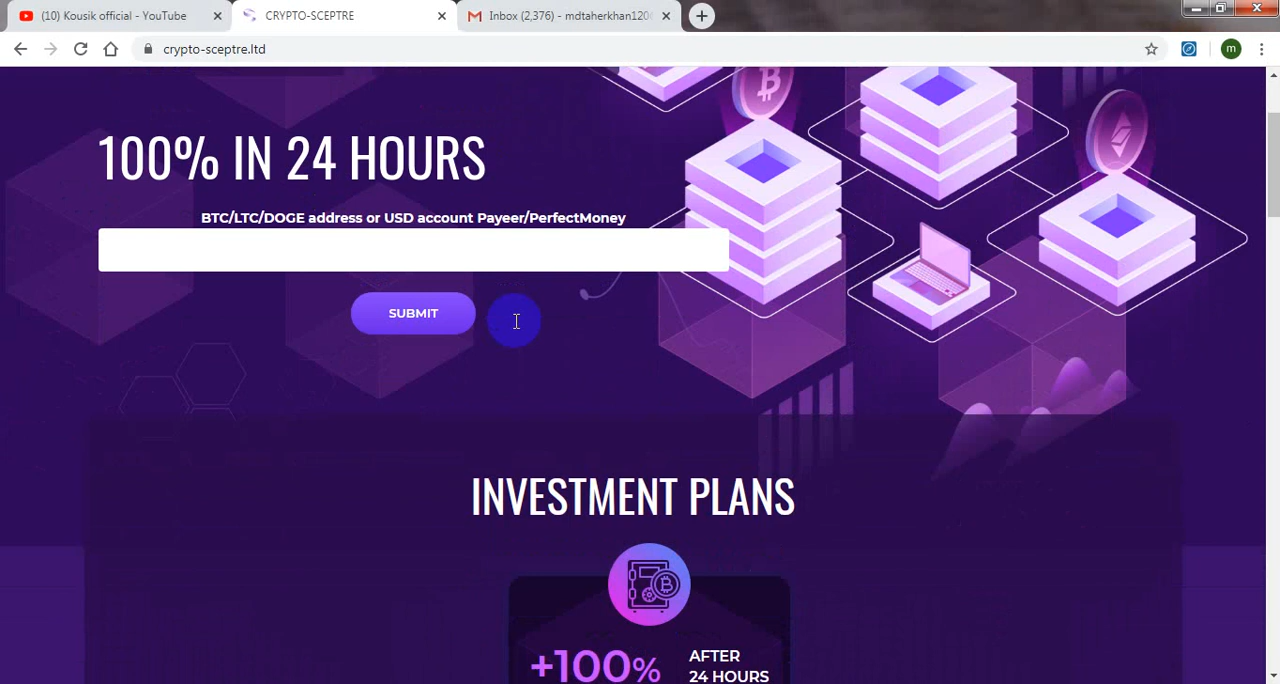 (10) Kousik official - YouTube
CRYPTO-SCEPTRE
Inbox (2,376) - mdtaherkhan120
crypto-sceptre.ltd
m
100% IN 24 HOURS
BTC/LTC/DOGE address or USD account Payeer/PerfectMoney
SUBMIT
INVESTMENT PLANS
+100%
AFTER
24 HOURS